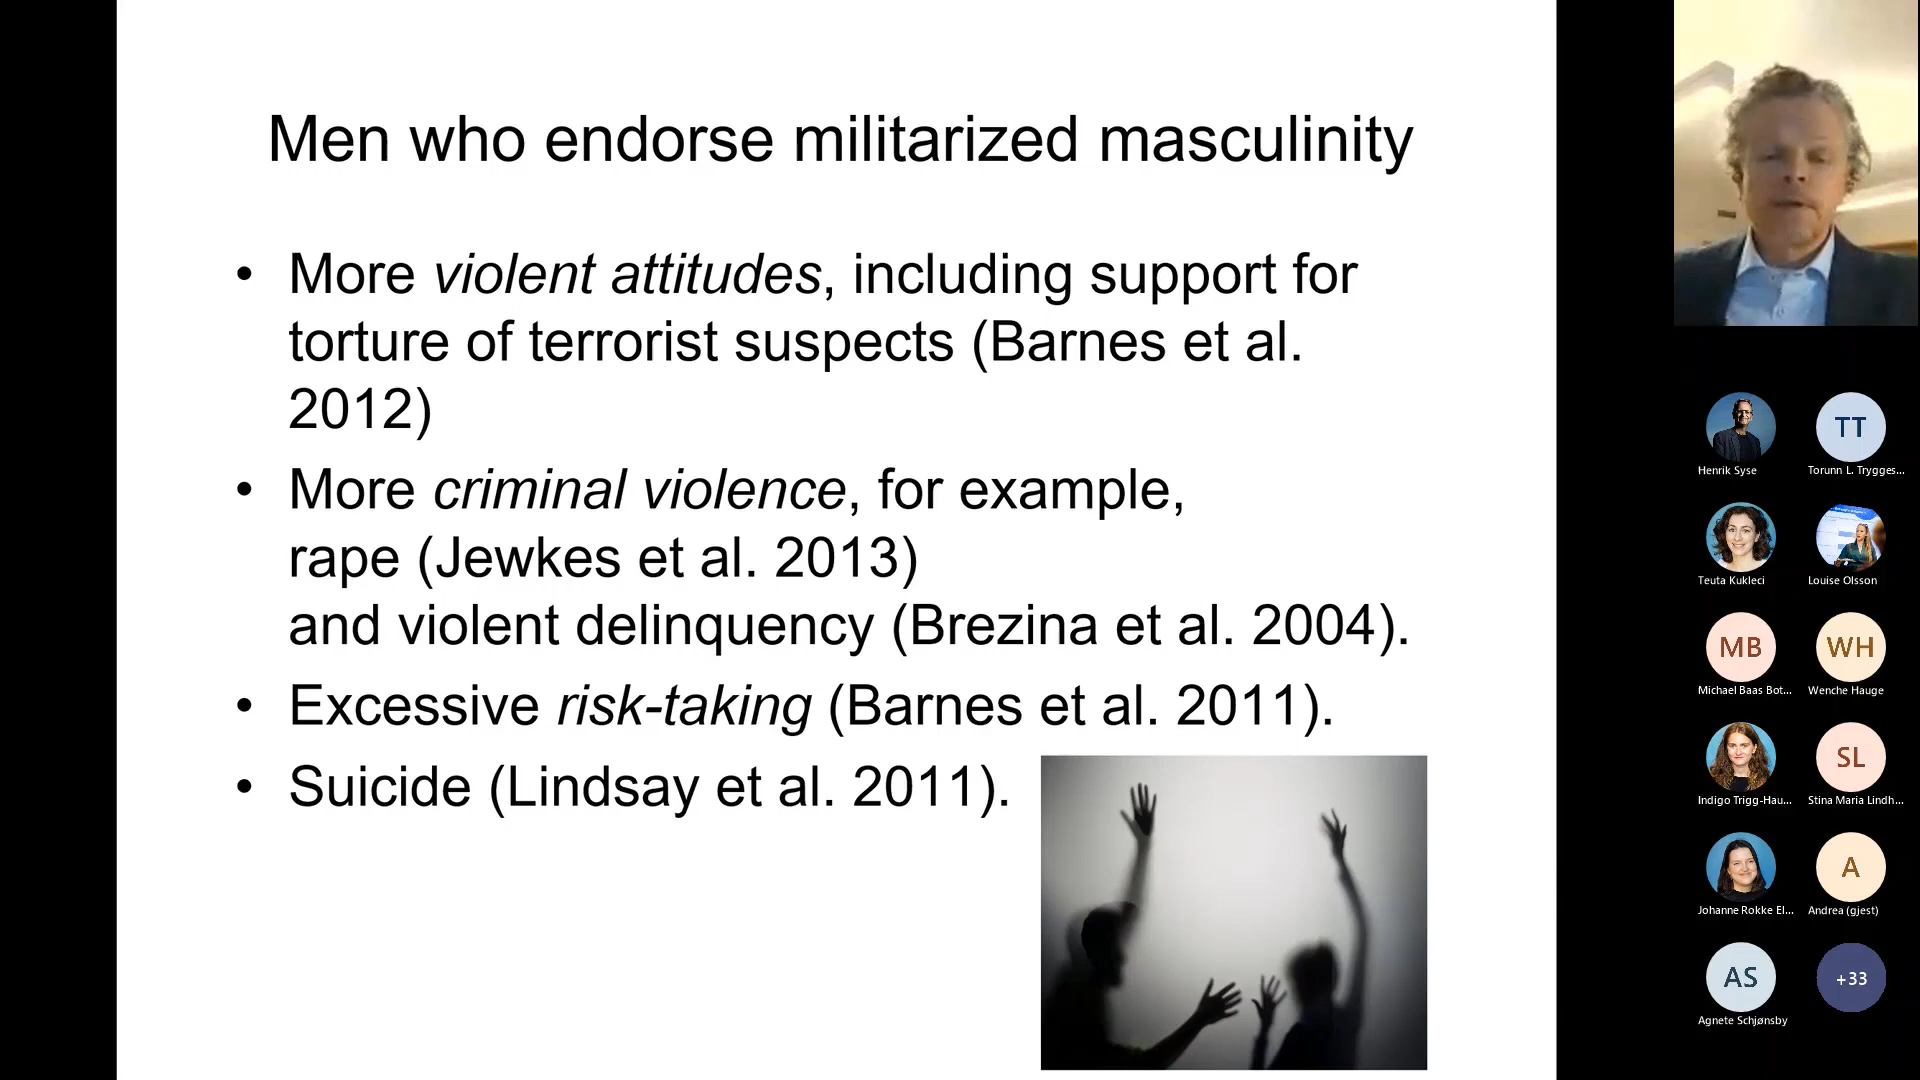 Men who endorse militarized masculinity
• More violent attitudes, including support for
torture of terrorist suspects (Barnes et al.
2012)
• More criminal violence, for example,
rape (Jewkes et al. 2013)
and violent delinquency (Brezina et al. 2004).
• Excessive risk-taking (Barnes et al. 2011).
• Suicide (Lindsay et al. 2011).
Henrik Syse
TT
Torunn L. Trygges...
Teuta Kukleci
Louise Olsson
MB
Michael Baas Bot...
WH
Wenche Hauge
Indigo Trigg-Hau...
SL
Stina Maria Lindh...
Johanne Rokke El...
A
Andrea (gjest)
AS
Agnete Schjønsby
+33